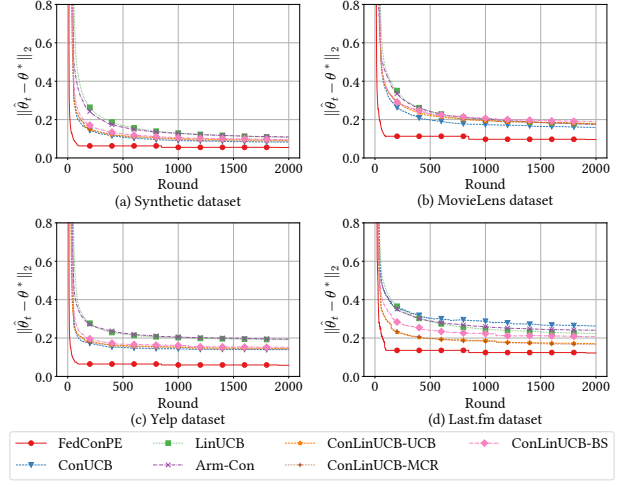 0.8
0.6
0.4
0.2
0.0
‖θ̂_t − θ* ‖₂
0 500 1000 1500 2000
Round
(a) Synthetic dataset
0.8
0.6
0.4
0.2
0.0
‖θ̂_t − θ* ‖₂
0 500 1000 1500 2000
Round
(b) MovieLens dataset
0.8
0.6
0.4
0.2
0.0
‖θ̂_t − θ* ‖₂
0 500 1000 1500 2000
Round
(c) Yelp dataset
0.8
0.6
0.4
0.2
0.0
‖θ̂_t − θ* ‖₂
0 500 1000 1500 2000
Round
(d) Last.fm dataset
FedConPE LinUCB ConLinUCB-UCB ConLinUCB-BS
ConUCB Arm-Con ConLinUCB-MCR